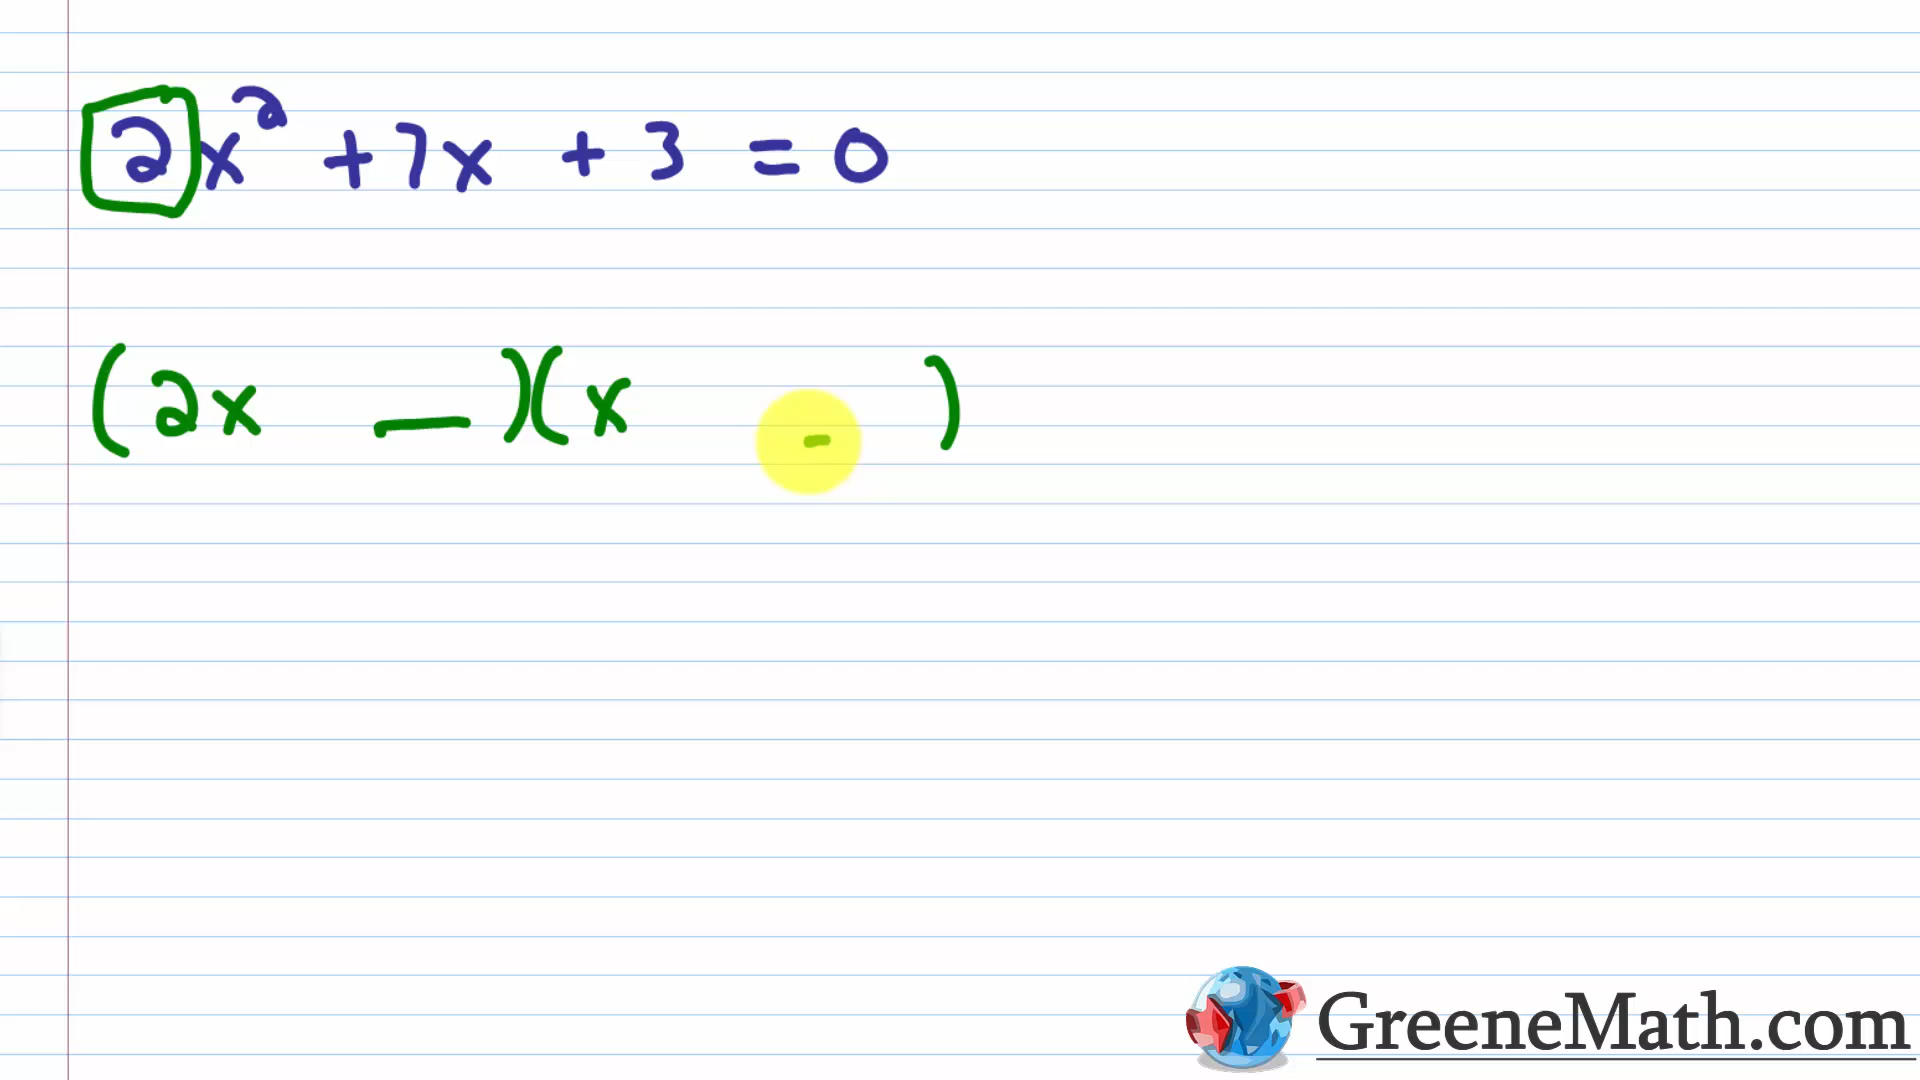 2x² + 7x + 3 = 0
(2x _ )(x _ )
GreeneMath.com